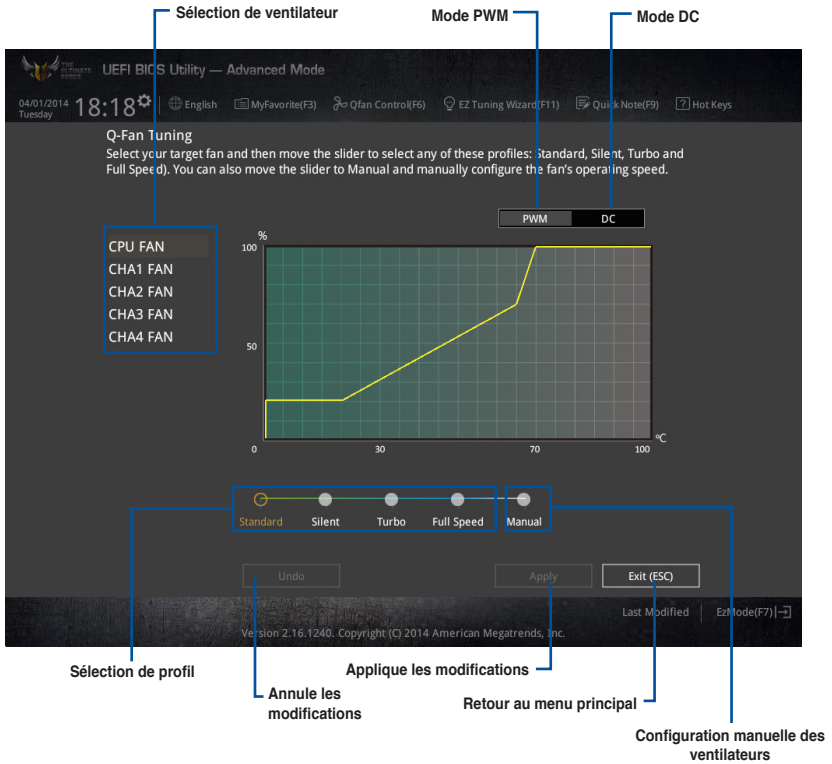 Sélection de ventilateur
Mode PWM
Mode DC
THE ULTIMATE FORCE
UEFI BIOS Utility — Advanced Mode
04/01/2014
Tuesday
18:18
English
MyFavorite(F3)
Qfan Control(F6)
EZ Tuning Wizard(F11)
Quick Note(F9)
? Hot Keys
Q-Fan Tuning
Select your target fan and then move the slider to select any of these profiles: Standard, Silent, Turbo and
Full Speed). You can also move the slider to Manual and manually configure the fan's operating speed.
PWM
DC
CPU FAN
CHA1 FAN
CHA2 FAN
CHA3 FAN
CHA4 FAN
%
100
50
0
30
70
100
°C
Standard
Silent
Turbo
Full Speed
Manual
Undo
Apply
Exit (ESC)
Last Modified
EzMode(F7)
Version 2.16.1240. Copyright (C) 2014 American Megatrends, Inc.
Sélection de profil
Annule les
modifications
Applique les modifications
Retour au menu principal
Configuration manuelle des
ventilateurs